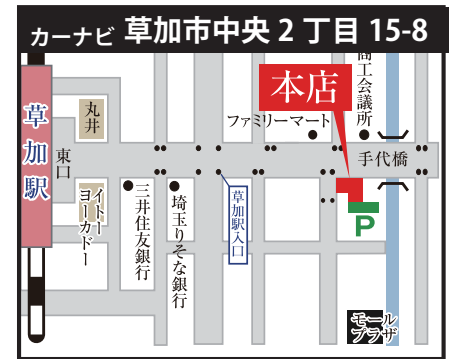 カーナビ 草加市中央2丁目 15-8
草加駅
東口
丸井
イトーヨーカドー
三井住友銀行
埼玉りそな銀行
草加駅入口
ファミリーマート
本店
商工会議所
手代橋
P
モール
プラザ